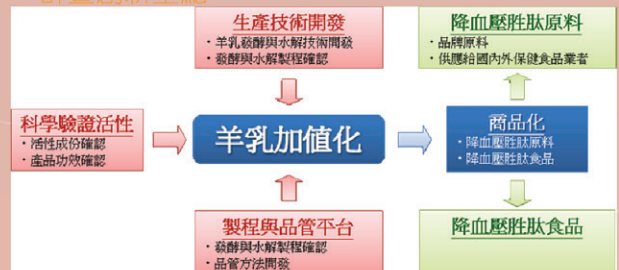 生產技術開發
・羊乳發酵與水解技術開發
・發酵與水解製程確認
降血壓胜肽原料
・品牌原料
・供應給國內外保健食品業者
科學驗證活性
・活性成份確認
・產品功效確認
羊乳加值化
商品化
・降血壓胜肽原料
・降血壓胜肽食品
製程與品管平台
・發酵與水解製程確認
・品管方法開發
降血壓胜肽食品